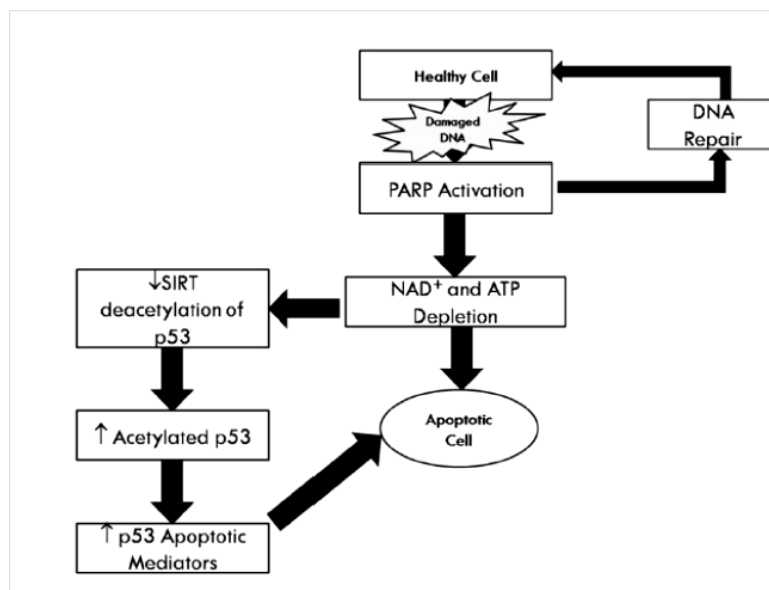 Healthy Cell
Damaged
DNA
DNA
Repair
PARP Activation
↓SIRT
deacetylation of
p53
NAD⁺ and ATP
Depletion
↑ Acetylated p53
Apoptotic
Cell
↑ p53 Apoptotic
Mediators